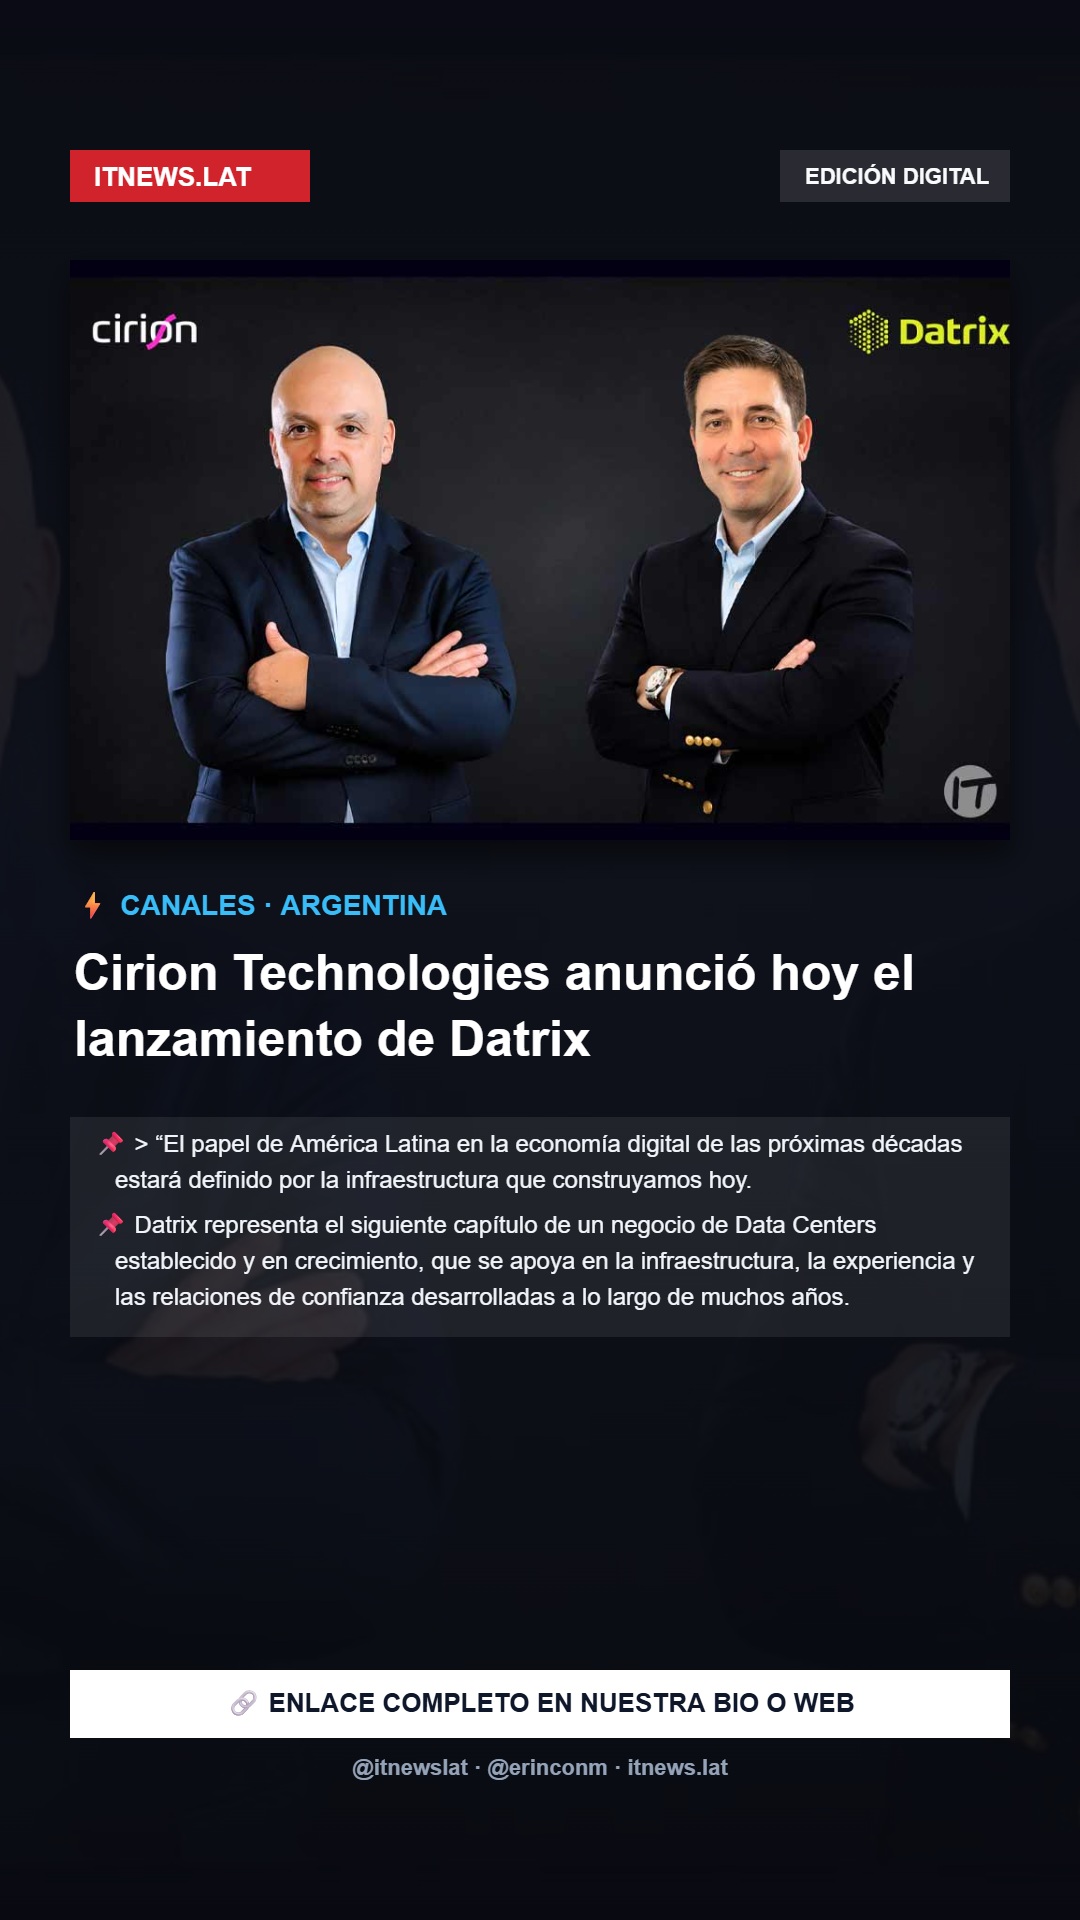 ITNEWS.LAT
EDICIÓN DIGITAL
cirion
Datrix
IT
CANALES · ARGENTINA
Cirion Technologies anunció hoy el
lanzamiento de Datrix
> “El papel de América Latina en la economía digital de las próximas décadas
estará definido por la infraestructura que construyamos hoy.
Datrix representa el siguiente capítulo de un negocio de Data Centers
establecido y en crecimiento, que se apoya en la infraestructura, la experiencia y
las relaciones de confianza desarrolladas a lo largo de muchos años.
ENLACE COMPLETO EN NUESTRA BIO O WEB
@itnewslat · @erinconm · itnews.lat